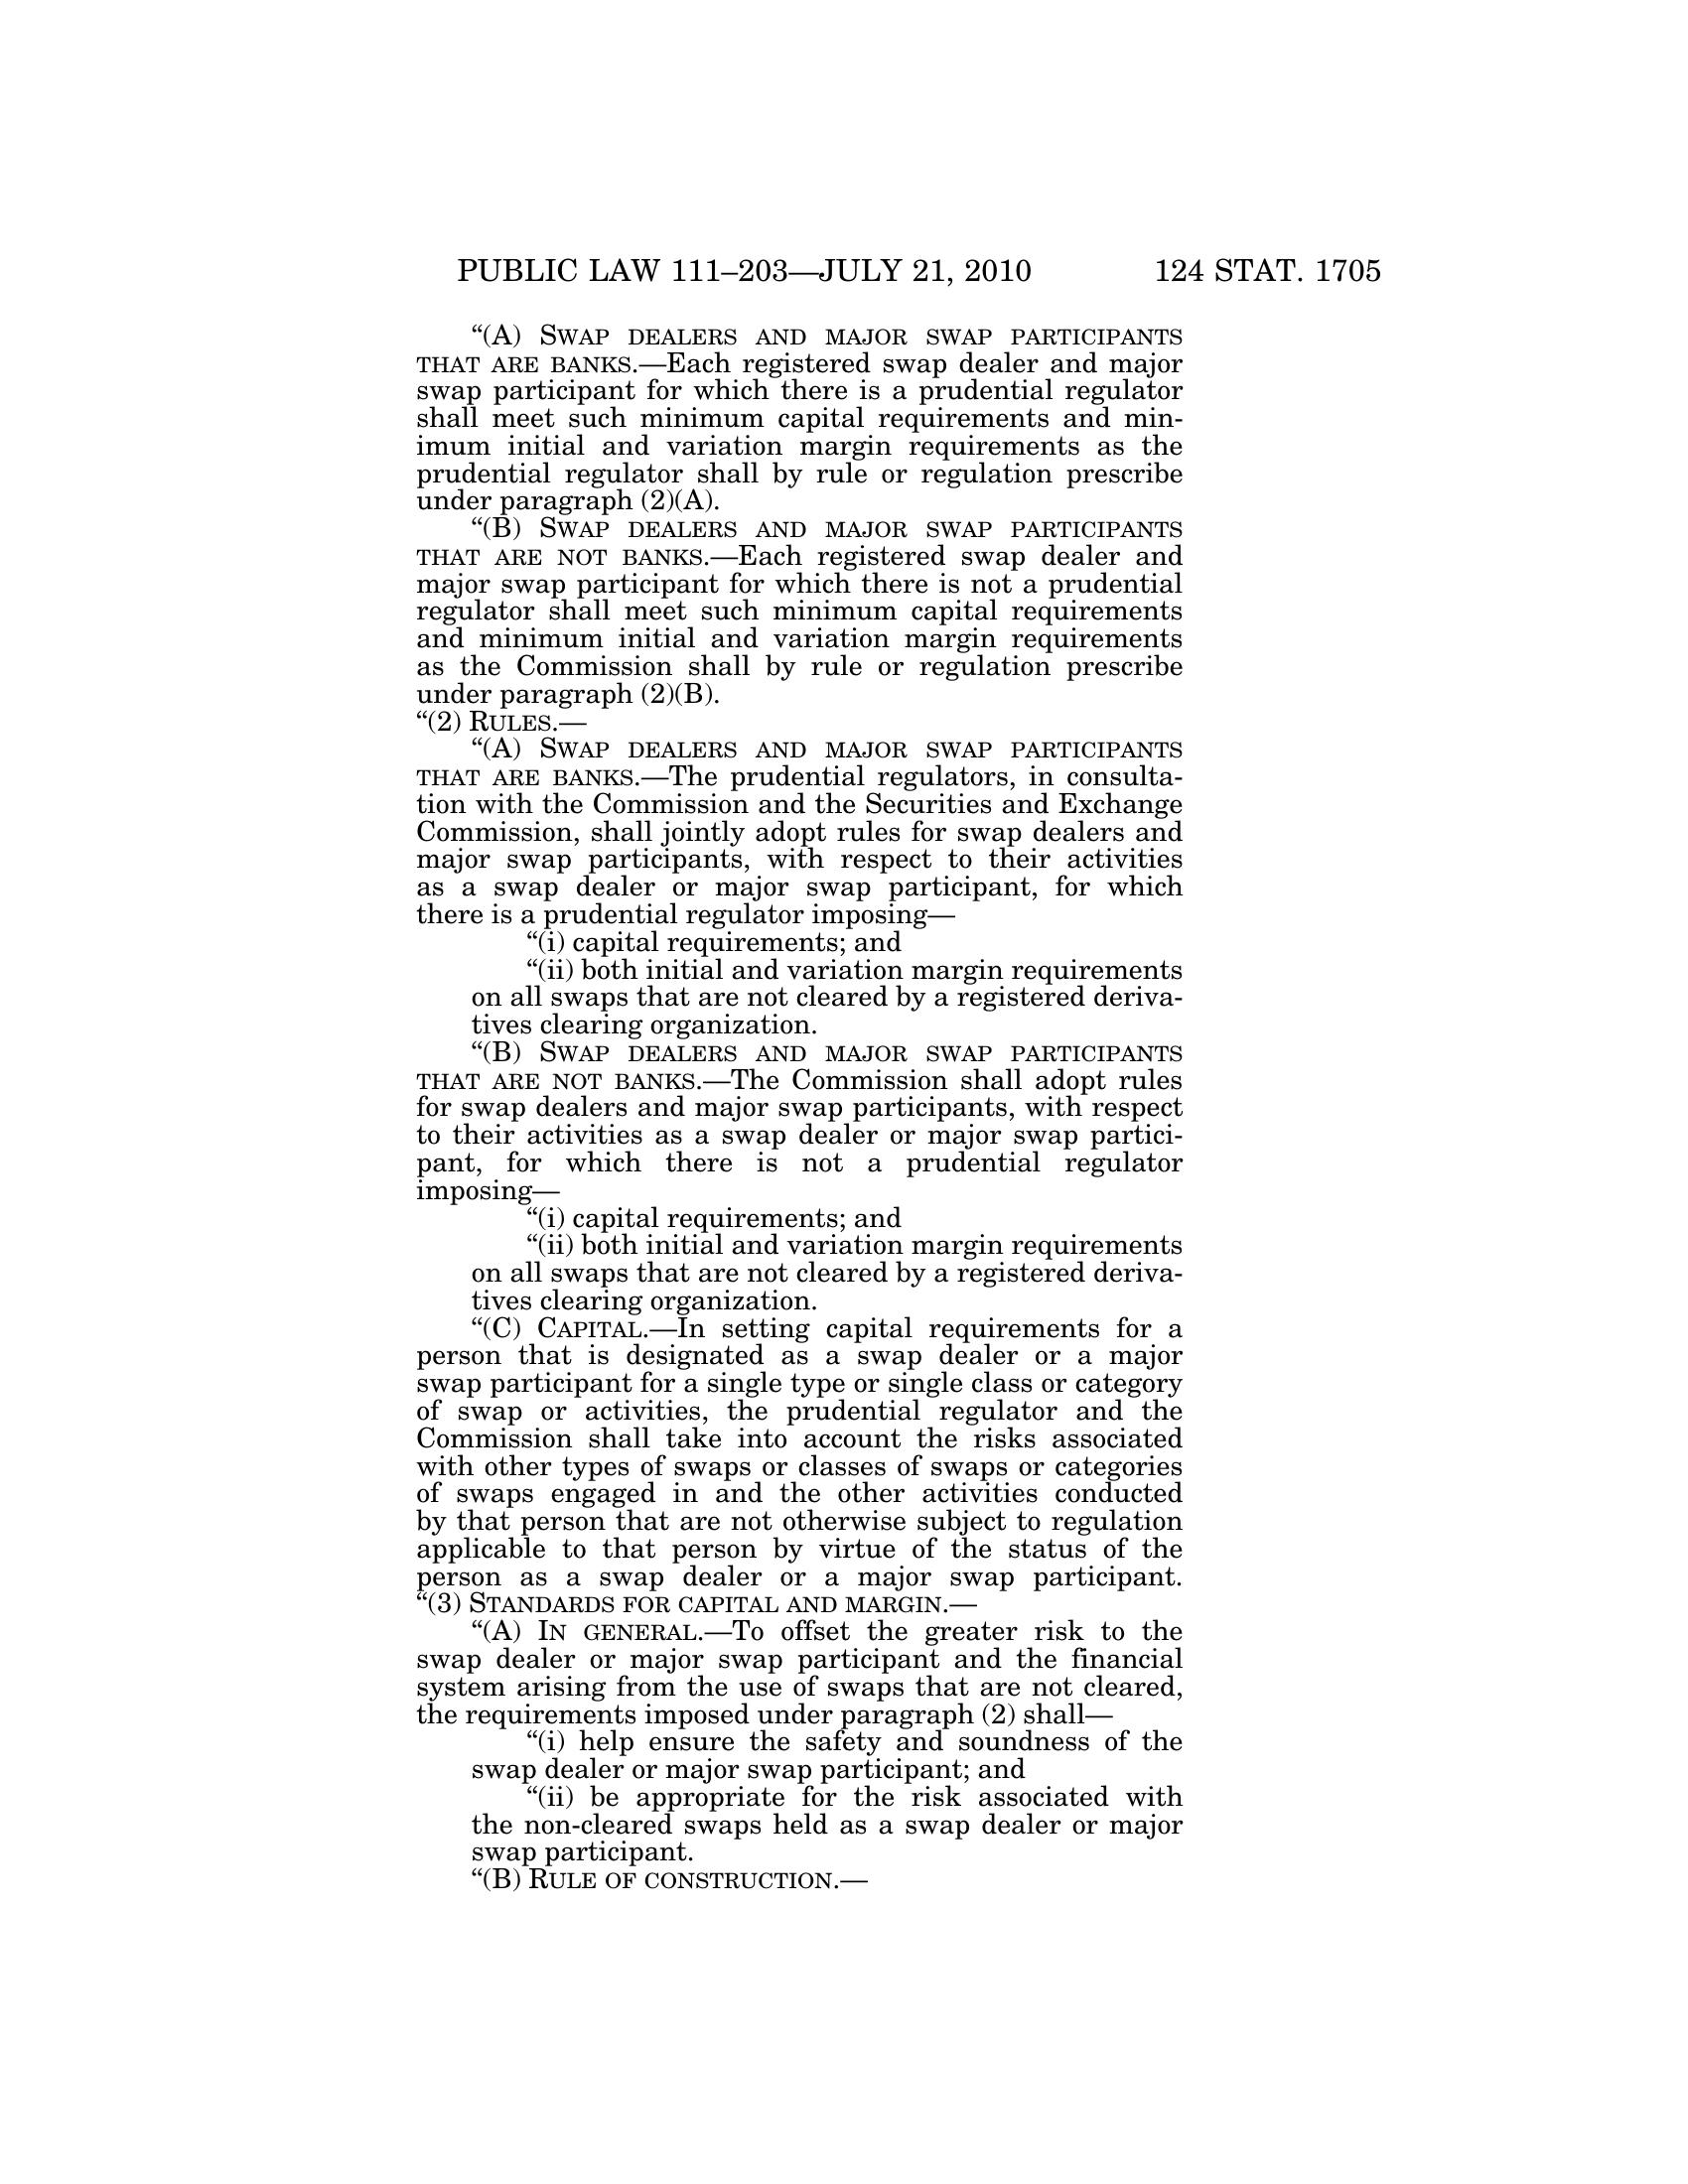 PUBLIC LAW 111–203—JULY 21, 2010 124 STAT. 1705
“(A) SWAP DEALERS AND MAJOR SWAP PARTICIPANTS
THAT ARE BANKS.—Each registered swap dealer and major
swap participant for which there is a prudential regulator
shall meet such minimum capital requirements and min-
imum initial and variation margin requirements as the
prudential regulator shall by rule or regulation prescribe
under paragraph (2)(A).
“(B) SWAP DEALERS AND MAJOR SWAP PARTICIPANTS
THAT ARE NOT BANKS.—Each registered swap dealer and
major swap participant for which there is not a prudential
regulator shall meet such minimum capital requirements
and minimum initial and variation margin requirements
as the Commission shall by rule or regulation prescribe
under paragraph (2)(B).
“(2) RULES.—
“(A) SWAP DEALERS AND MAJOR SWAP PARTICIPANTS
THAT ARE BANKS.—The prudential regulators, in consulta-
tion with the Commission and the Securities and Exchange
Commission, shall jointly adopt rules for swap dealers and
major swap participants, with respect to their activities
as a swap dealer or major swap participant, for which
there is a prudential regulator imposing—
“(i) capital requirements; and
“(ii) both initial and variation margin requirements
on all swaps that are not cleared by a registered deriva-
tives clearing organization.
“(B) SWAP DEALERS AND MAJOR SWAP PARTICIPANTS
THAT ARE NOT BANKS.—The Commission shall adopt rules
for swap dealers and major swap participants, with respect
to their activities as a swap dealer or major swap partici-
pant, for which there is not a prudential regulator
imposing—
“(i) capital requirements; and
“(ii) both initial and variation margin requirements
on all swaps that are not cleared by a registered deriva-
tives clearing organization.
“(C) CAPITAL.—In setting capital requirements for a
person that is designated as a swap dealer or a major
swap participant for a single type or single class or category
of swap or activities, the prudential regulator and the
Commission shall take into account the risks associated
with other types of swaps or classes of swaps or categories
of swaps engaged in and the other activities conducted
by that person that are not otherwise subject to regulation
applicable to that person by virtue of the status of the
person as a swap dealer or a major swap participant.
“(3) STANDARDS FOR CAPITAL AND MARGIN.—
“(A) IN GENERAL.—To offset the greater risk to the
swap dealer or major swap participant and the financial
system arising from the use of swaps that are not cleared,
the requirements imposed under paragraph (2) shall—
“(i) help ensure the safety and soundness of the
swap dealer or major swap participant; and
“(ii) be appropriate for the risk associated with
the non-cleared swaps held as a swap dealer or major
swap participant.
“(B) RULE OF CONSTRUCTION.—